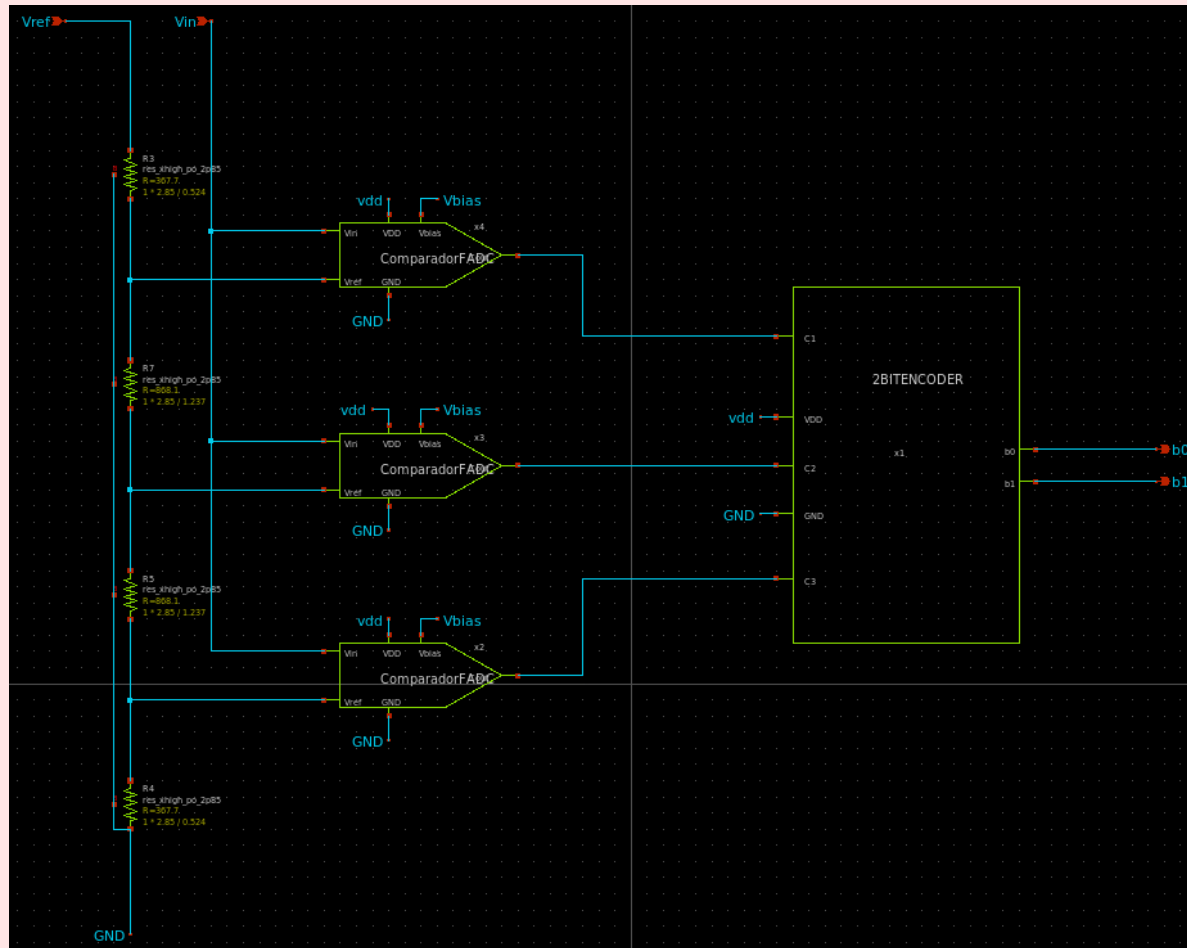 Vref
Vin
R3
res_xhigh_po_2p85
R=367.7.
1 * 2.85 / 0.524
vdd
Vbias
x4
Vin
VDD
Vbias
ComparadorFADC
Vref
GND
GND
R7
res_xhigh_po_2p85
R=868.1.
1 * 2.85 / 1.237
vdd
Vbias
x3
Vin
VDD
Vbias
ComparadorFADC
Vref
GND
GND
R5
res_xhigh_po_2p85
R=868.1.
1 * 2.85 / 1.237
vdd
Vbias
x2
Vin
VDD
Vbias
ComparadorFADC
Vref
GND
GND
R4
res_xhigh_po_2p85
R=367.7.
1 * 2.85 / 0.524
GND
C1
2BITENCODER
vdd
VDD
x1
b0
b0
C2
b1
b1
GND
GND
C3